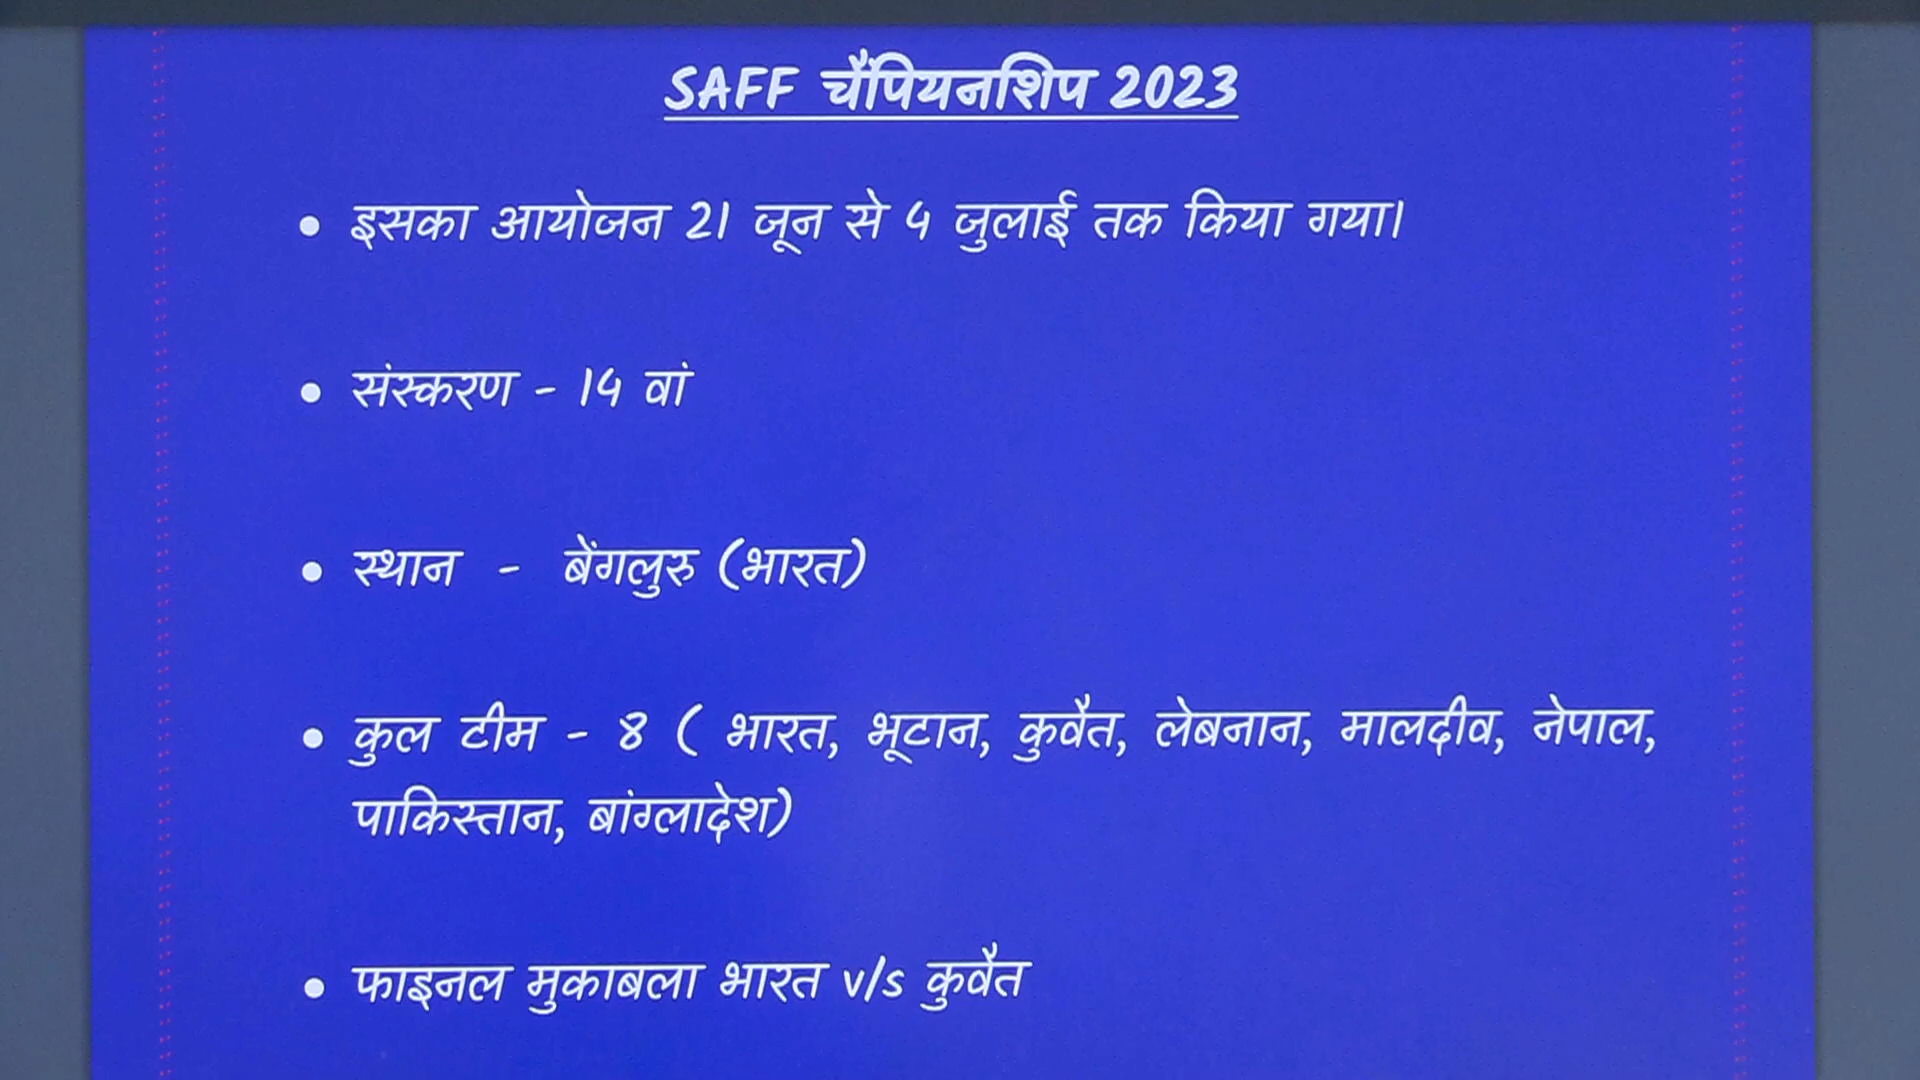 SAFF चैंपियनशिप 2023
• इसका आयोजन 21 जून से 4 जुलाई तक किया गया।
• संस्करण - 14 वां
• स्थान - बेंगलुरु (भारत)
• कुल टीम - 8 ( भारत, भूटान, कुवैत, लेबनान, मालदीव, नेपाल,
पाकिस्तान, बांग्लादेश)
• फाइनल मुकाबला भारत v/s कुवैत